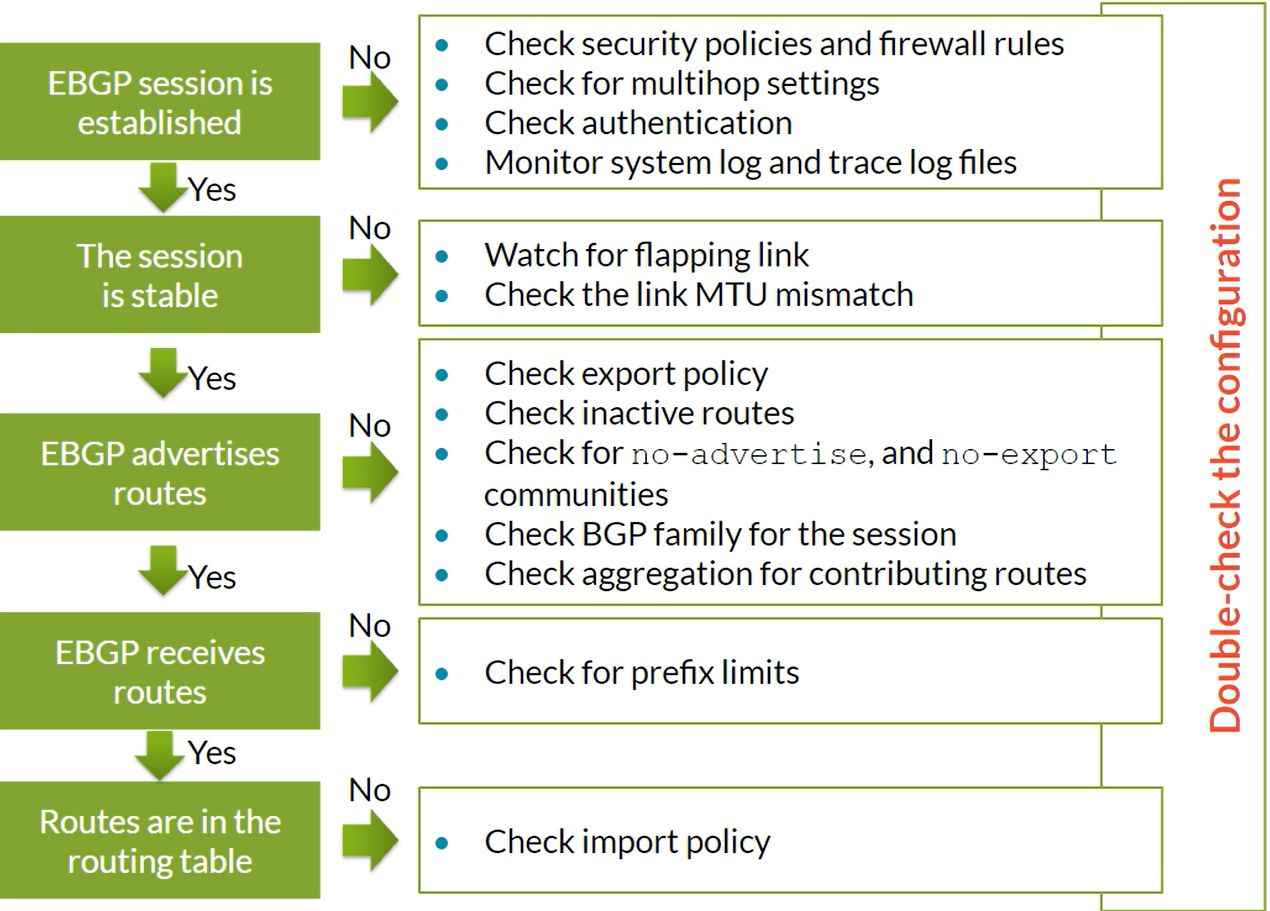 EBGP session is
established
No
Check security policies and firewall rules
Check for multihop settings
Check authentication
Monitor system log and trace log files
Yes
The session
is stable
No
Watch for flapping link
Check the link MTU mismatch
Yes
EBGP advertises
routes
No
Check export policy
Check inactive routes
Check for no-advertise, and no-export
communities
Check BGP family for the session
Check aggregation for contributing routes
Yes
EBGP receives
routes
No
Check for prefix limits
Yes
Routes are in the
routing table
No
Check import policy
Double-check the configuration